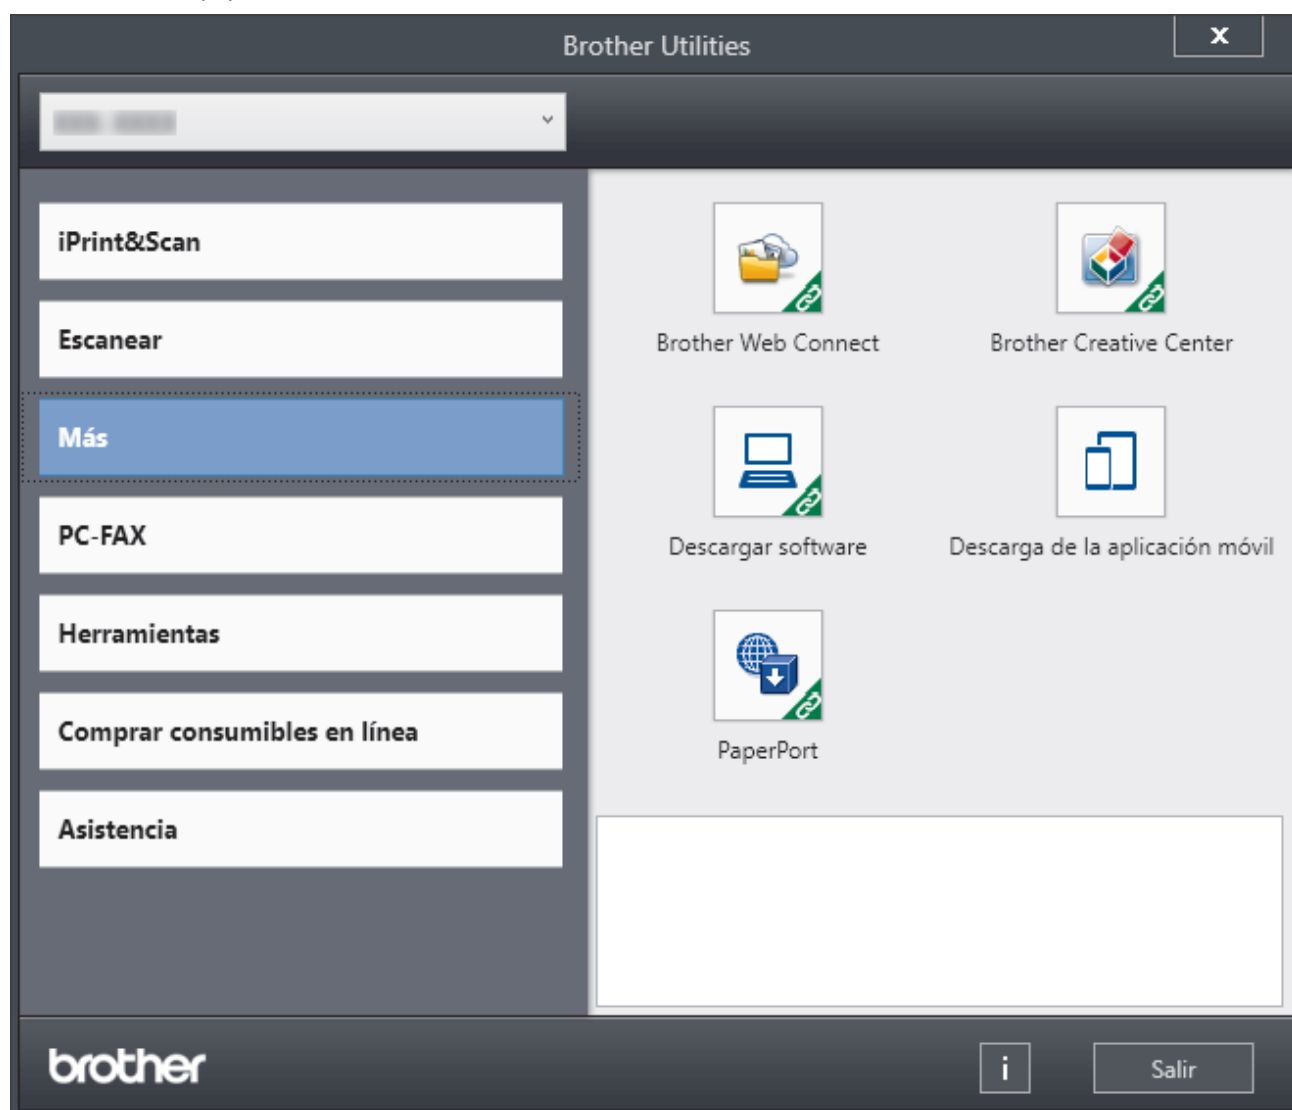 Brother Utilities
X
iPrint&Scan
Escanear
Más
PC-FAX
Herramientas
Comprar consumibles en línea
Asistencia
Brother Web Connect
Brother Creative Center
Descargar software
Descarga de la aplicación móvil
PaperPort
brother
i
Salir